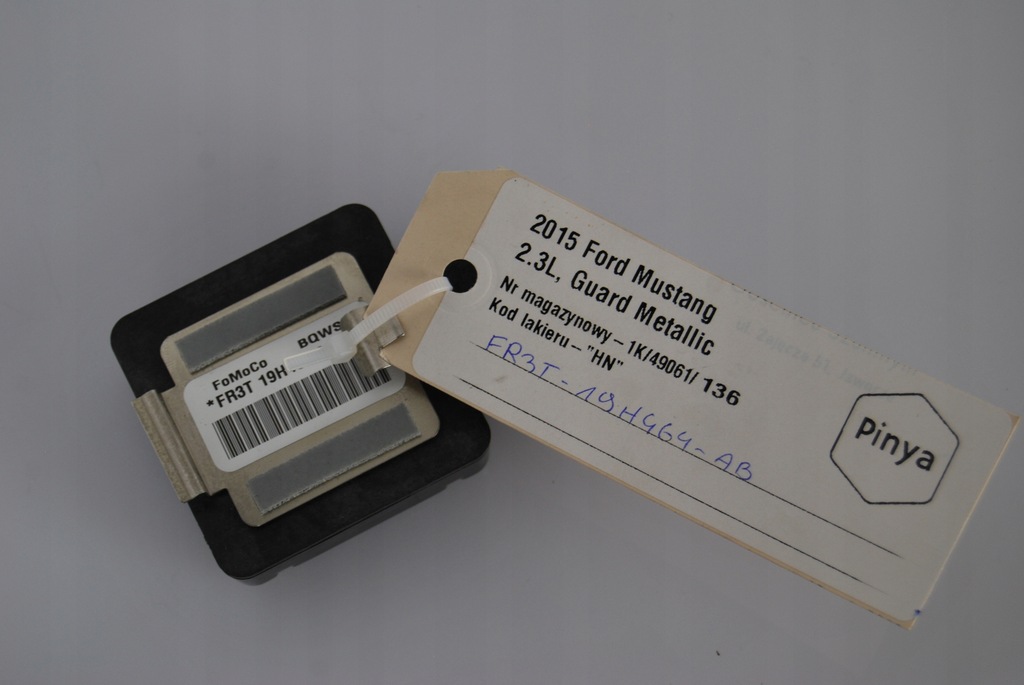 FoMoCo BQWS
*FR3T 19H
2015 Ford Mustang
2.3L, Guard Metallic
Nr magazynowy – 1K/49061/ 136
Kod lakieru – "HN"
FR3T-19H464-AB
Pinya